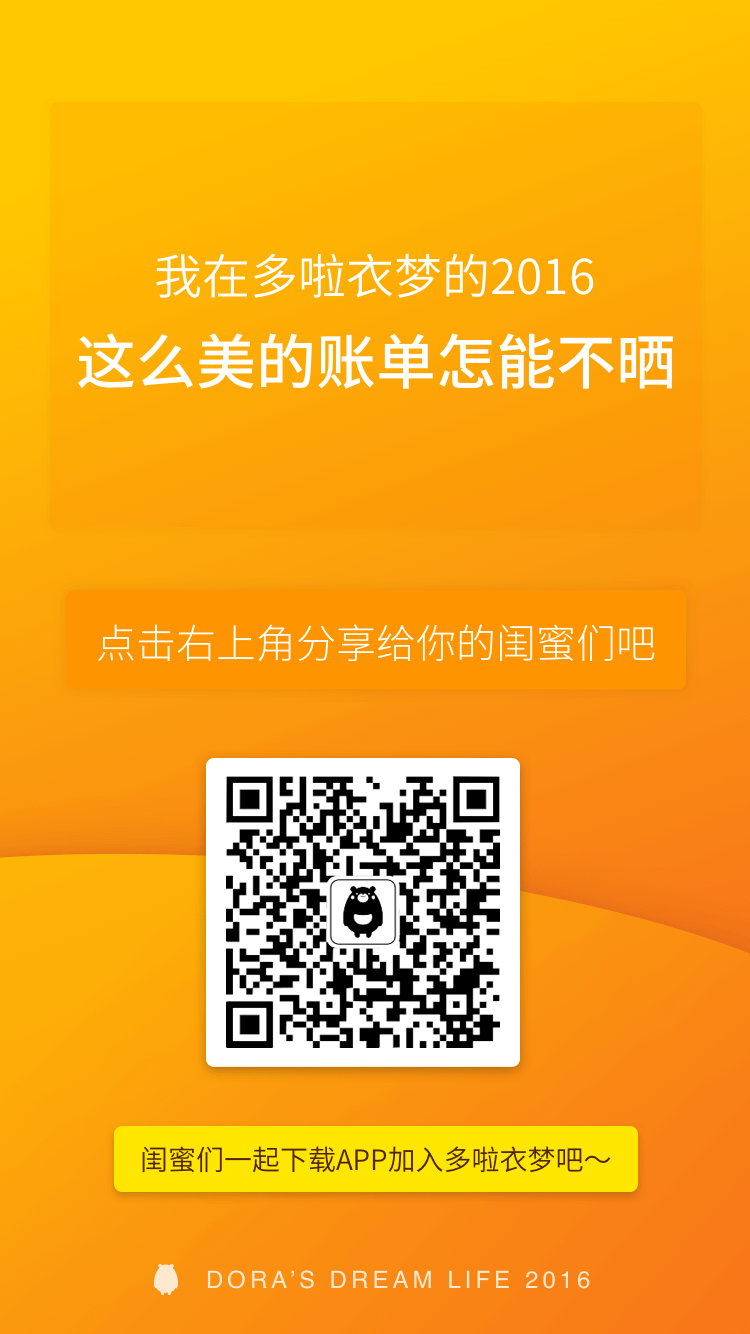 我在多啦衣梦的2016
这么美的账单怎能不晒
点击右上角分享给你的闺蜜们吧
闺蜜们一起下载APP加入多啦衣梦吧～
DORA’S DREAM LIFE 2016